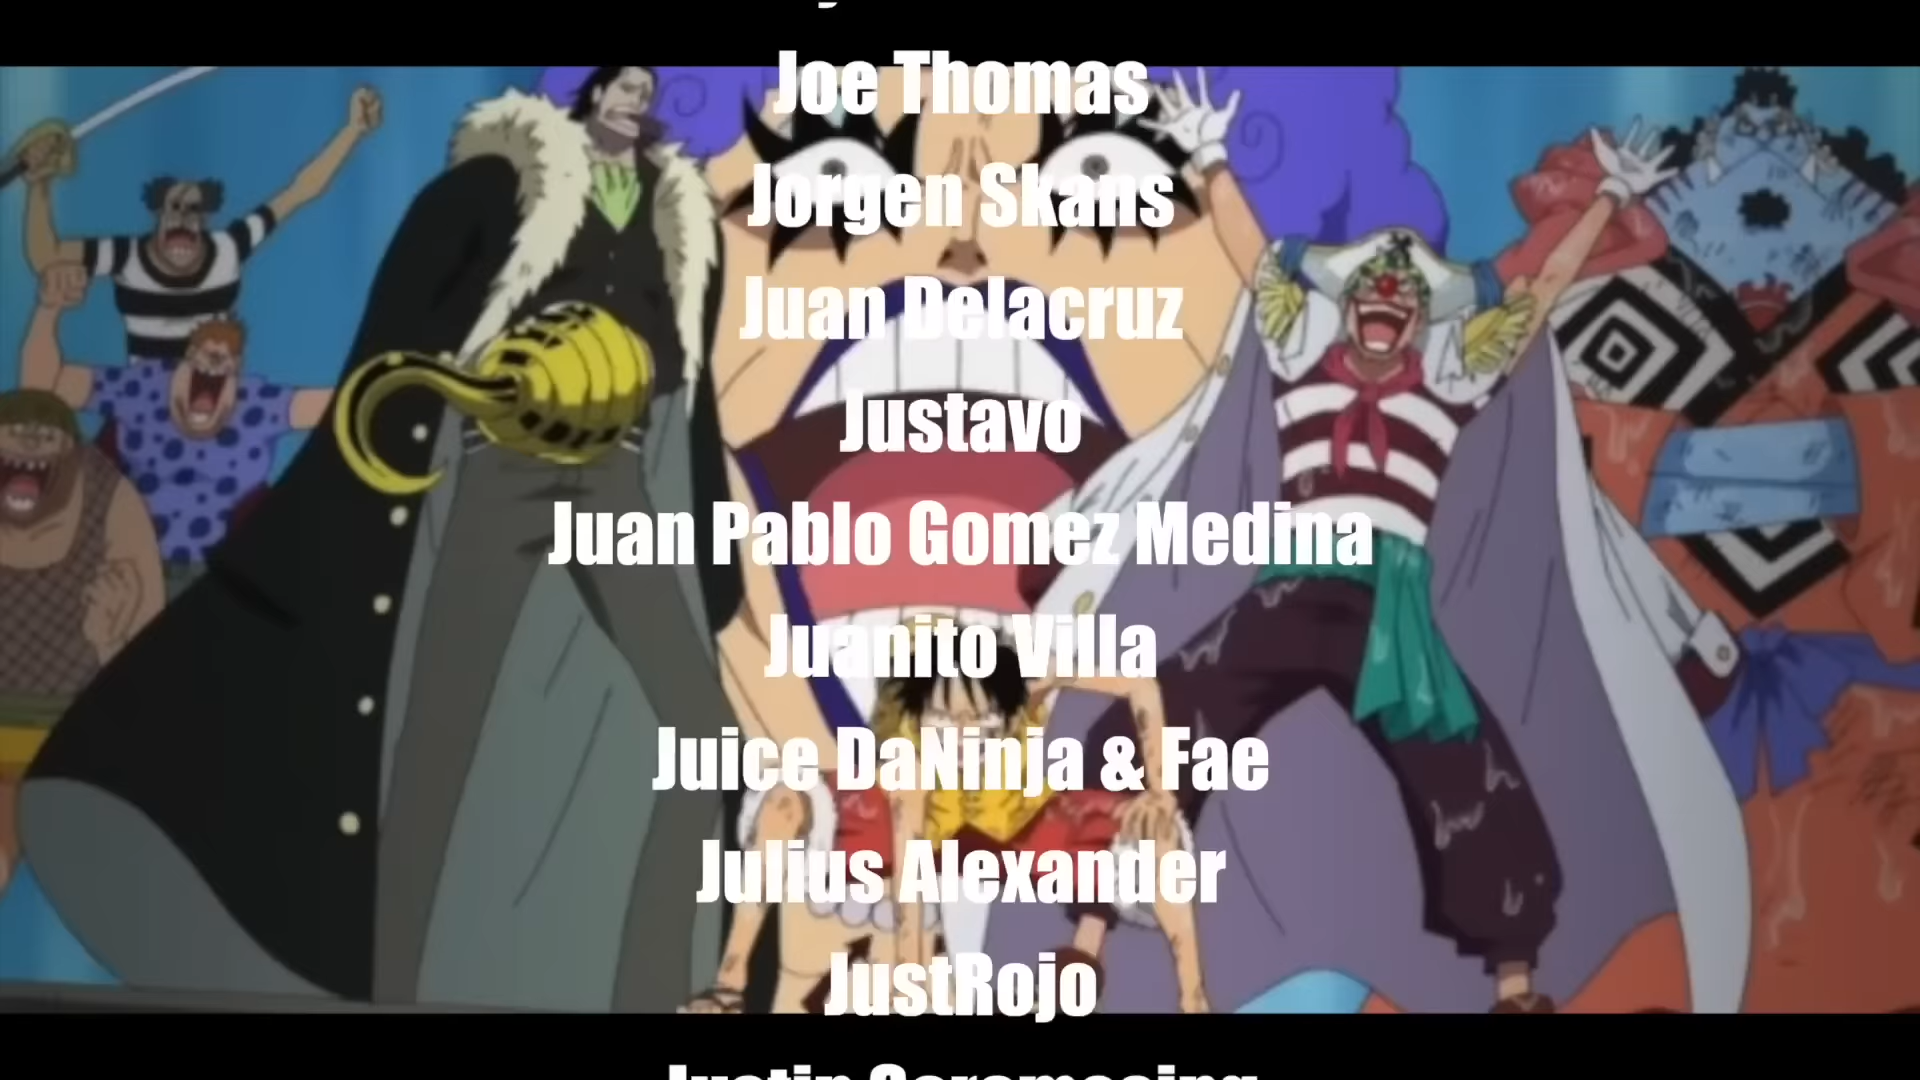 Joe Thomas
Jorgen Skans
Juan Delacruz
Justavo
Juan Pablo Gomez Medina
Juanito Villa
Juice DaNinja & Fae
Julius Alexander
JustRojo
Justin